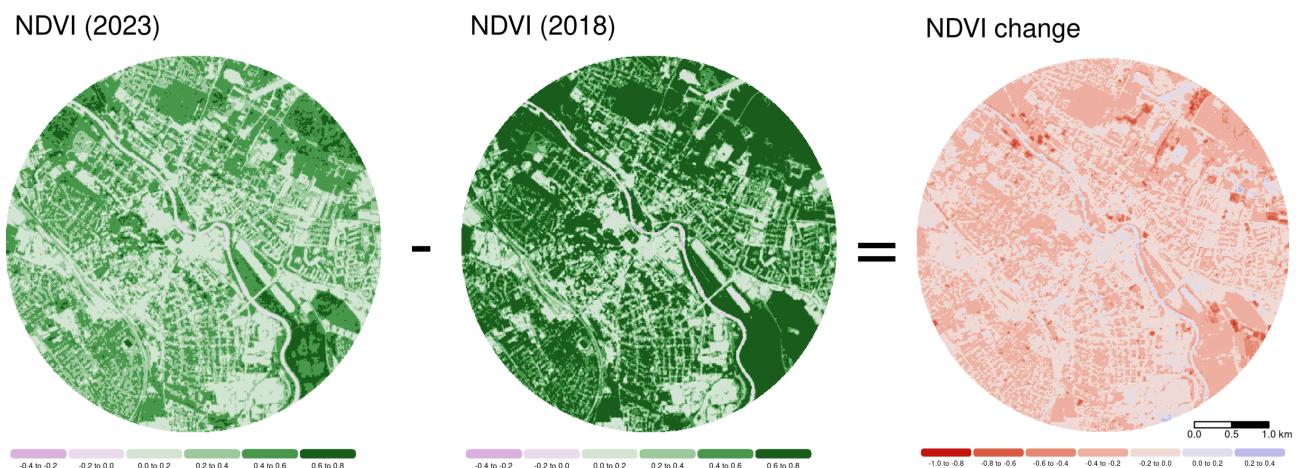 NDVI (2023)
NDVI (2018)
NDVI change
-
=
0.0 0.5 1.0 km
-0.4 to -0.2 -0.2 to 0.0 0.0 to 0.2 0.2 to 0.4 0.4 to 0.6 0.6 to 0.8
-0.4 to -0.2 -0.2 to 0.0 0.0 to 0.2 0.2 to 0.4 0.4 to 0.6 0.6 to 0.8
-1.0 to -0.8 -0.8 to -0.6 -0.6 to -0.4 -0.4 to -0.2 -0.2 to 0.0 0.0 to 0.2 0.2 to 0.4